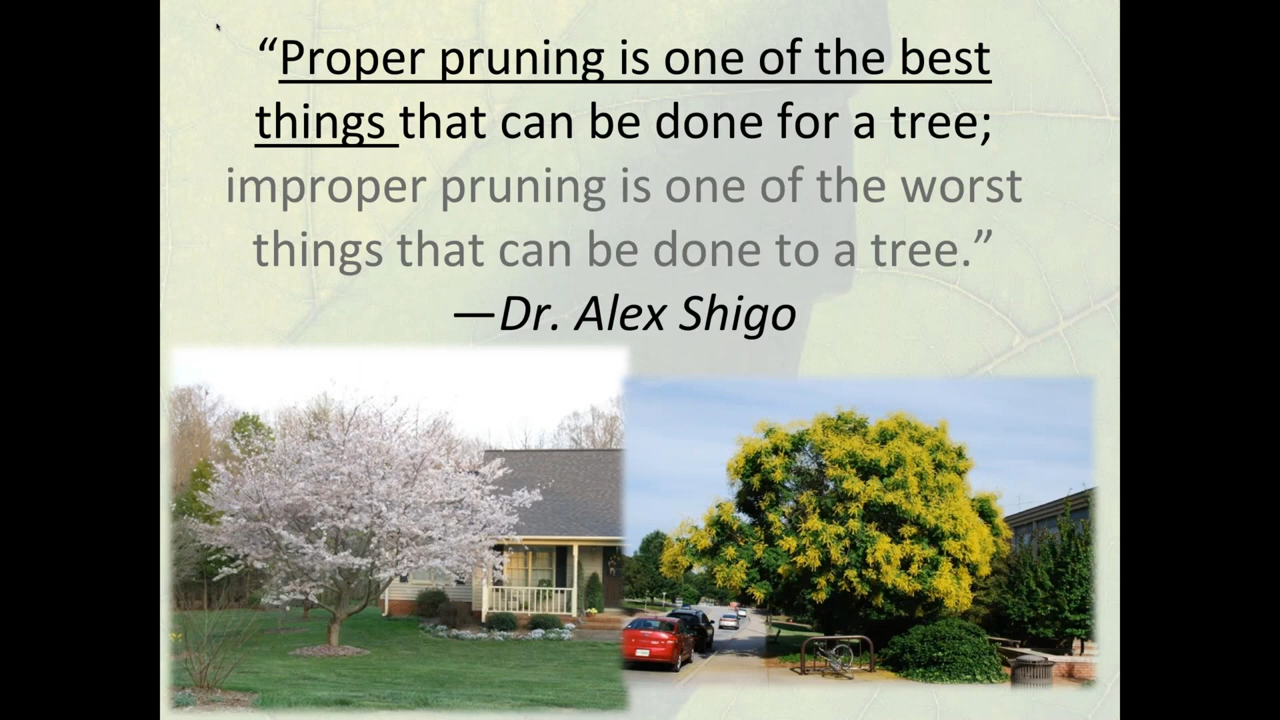 “Proper pruning is one of the best
things that can be done for a tree;
improper pruning is one of the worst
things that can be done to a tree.”
—Dr. Alex Shigo